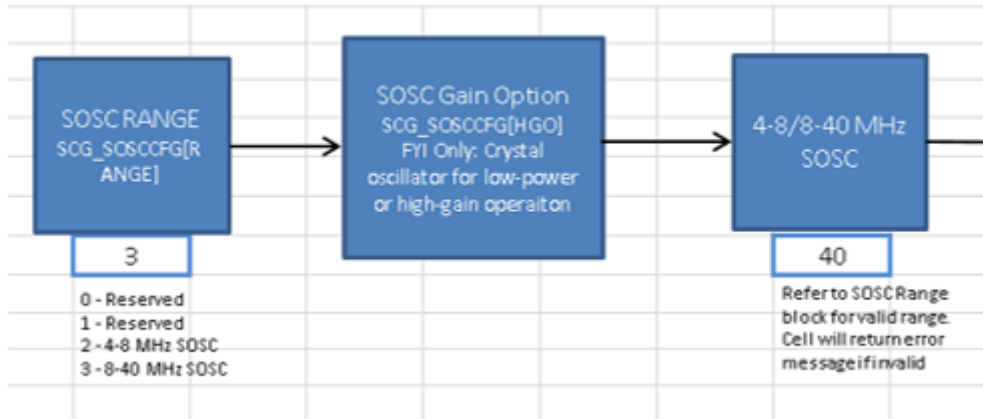 SOSC RANGE
SCG_SOSCCFG[R
ANGE]
3
0 - Reserved
1 - Reserved
2 - 4-8 MHz SOSC
3 - 8-40 MHz SOSC
SOSC Gain Option
SCG_SOSCCFG[HGO]
FYI Only: Crystal
oscillator for low-power
or high-gain operaiton
4-8/8-40 MHz
SOSC
40
Refer to SOSC Range
block for valid range.
Cell will return error
message if invalid